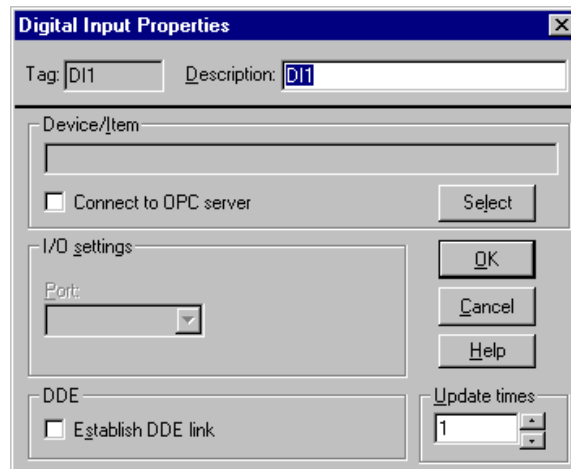 Digital Input Properties
Tag: DI1 Description: DI1
Device/Item
Connect to OPC server Select
I/O settings
OK
Port:
Cancel
Help
DDE Update times
Establish DDE link 1